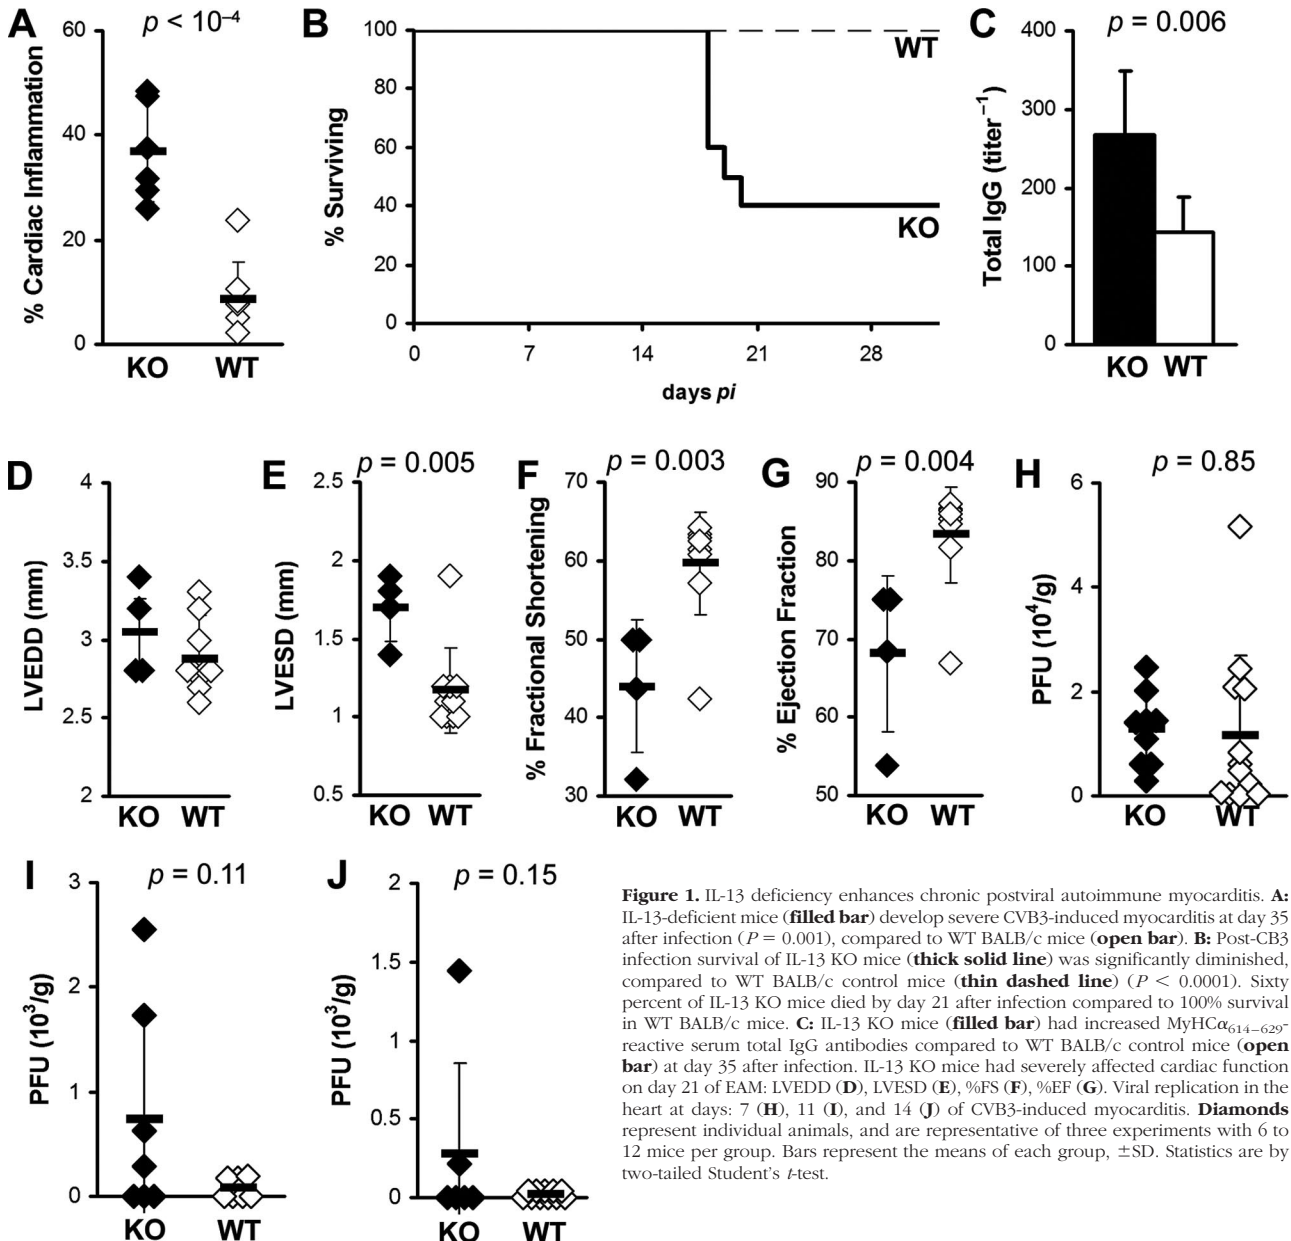 A
p < 10⁻⁴
% Cardiac Inflammation
60
40
20
0
KO WT
B
% Surviving
100
80
60
40
20
0
WT
KO
0 7 14 21 28
days pi
C
p = 0.006
Total IgG (titer⁻¹)
400
300
200
100
0
KO WT
D
LVEDD (mm)
4
3.5
3
2.5
2
KO WT
E
p = 0.005
LVESD (mm)
2.5
2
1.5
1
0.5
KO WT
F
p = 0.003
% Fractional Shortening
70
60
50
40
30
KO WT
G
p = 0.004
% Ejection Fraction
90
80
70
60
50
KO WT
H
p = 0.85
PFU (10⁴/g)
6
4
2
0
KO WT
I
p = 0.11
PFU (10³/g)
3
2
1
0
KO WT
J
p = 0.15
PFU (10³/g)
2
1.5
1
0.5
0
KO WT
Figure 1. IL-13 deficiency enhances chronic postviral autoimmune myocarditis. A:
IL-13-deficient mice (filled bar) develop severe CVB3-induced myocarditis at day 35
after infection (P = 0.001), compared to WT BALB/c mice (open bar). B: Post-CB3
infection survival of IL-13 KO mice (thick solid line) was significantly diminished,
compared to WT BALB/c control mice (thin dashed line) (P < 0.0001). Sixty
percent of IL-13 KO mice died by day 21 after infection compared to 100% survival
in WT BALB/c mice. C: IL-13 KO mice (filled bar) had increased MyHCα₆₁₄₋₆₂₉-
reactive serum total IgG antibodies compared to WT BALB/c control mice (open
bar) at day 35 after infection. IL-13 KO mice had severely affected cardiac function
on day 21 of EAM: LVEDD (D), LVESD (E), %FS (F), %EF (G). Viral replication in the
heart at days: 7 (H), 11 (I), and 14 (J) of CVB3-induced myocarditis. Diamonds
represent individual animals, and are representative of three experiments with 6 to
12 mice per group. Bars represent the means of each group, ±SD. Statistics are by
two-tailed Student's t-test.